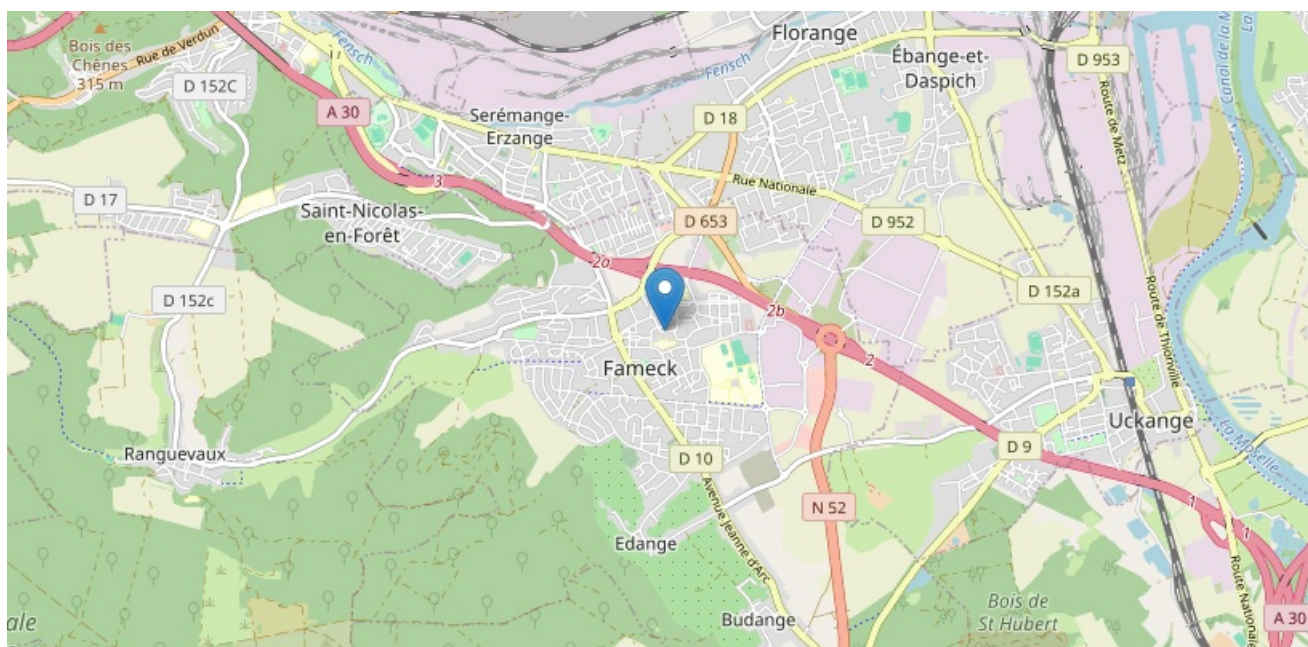 Bois des
Chênes
315 m
Rue de Verdun
D 152C
Fensch
A 30
Serémange-
Erzange
Fensch
Florange
D 18
Ébange-et-
Daspich
D 953
Route de Metz
La
D 17
Saint-Nicolas-
en-Forêt
3
Rue Nationale
D 653
D 952
2a
D 152c
D 152a
Route de Thionville
2b
2
Fameck
Uckange
La Moselle
Ranguevaux
D 10
D 9
N 52
1
1
Avenue Jeanne d'Arc
Edange
Budange
Bois de
St Hubert
Route Nationale
A 30
ale